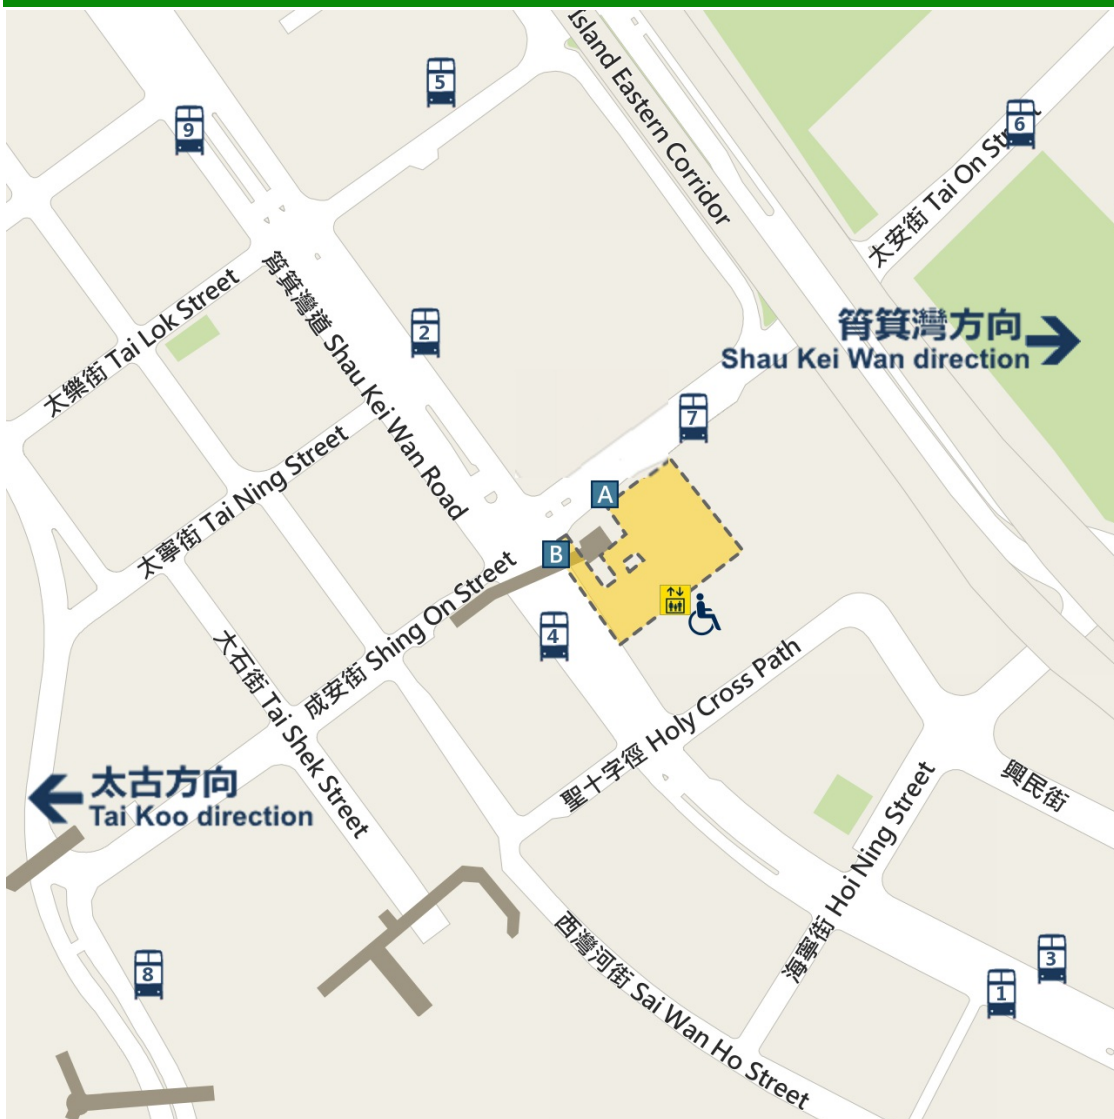 Island Eastern Corridor
5
9
6
太安街 Tai On Street
筲箕灣道 Shau Kei Wan Road
太樂街 Tai Lok Street
2
筲箕灣方向
Shau Kei Wan direction
7
太寧街 Tai Ning Street
A
B
成安街 Shing On Street
4
大石街 Tai Shek Street
聖十字徑 Holy Cross Path
太古方向
Tai Koo direction
興民街
海寧街 Hoi Ning Street
西灣河街 Sai Wan Ho Street
8
3
1